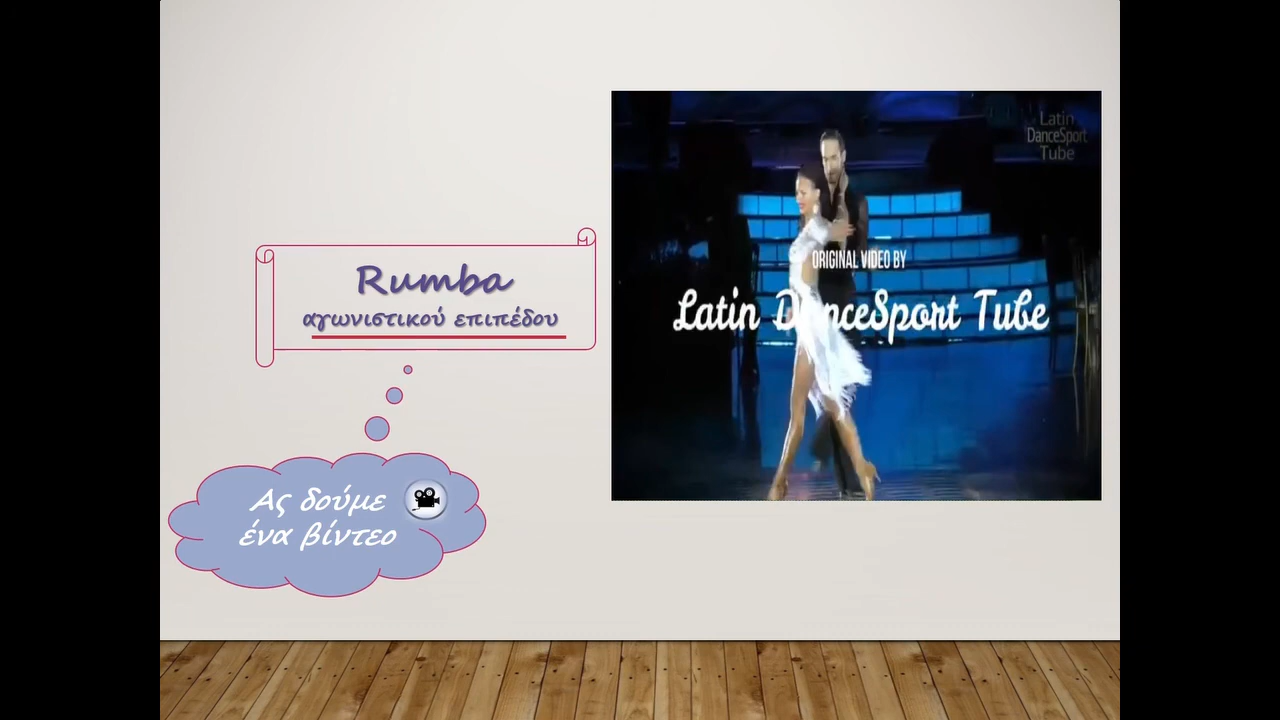 Rumba
αγωνιστικού επιπέδου
Ας δούμε
ένα βίντεο
Latin
DanceSport
Tube
ORIGINAL VIDEO BY
Latin DanceSport Tube